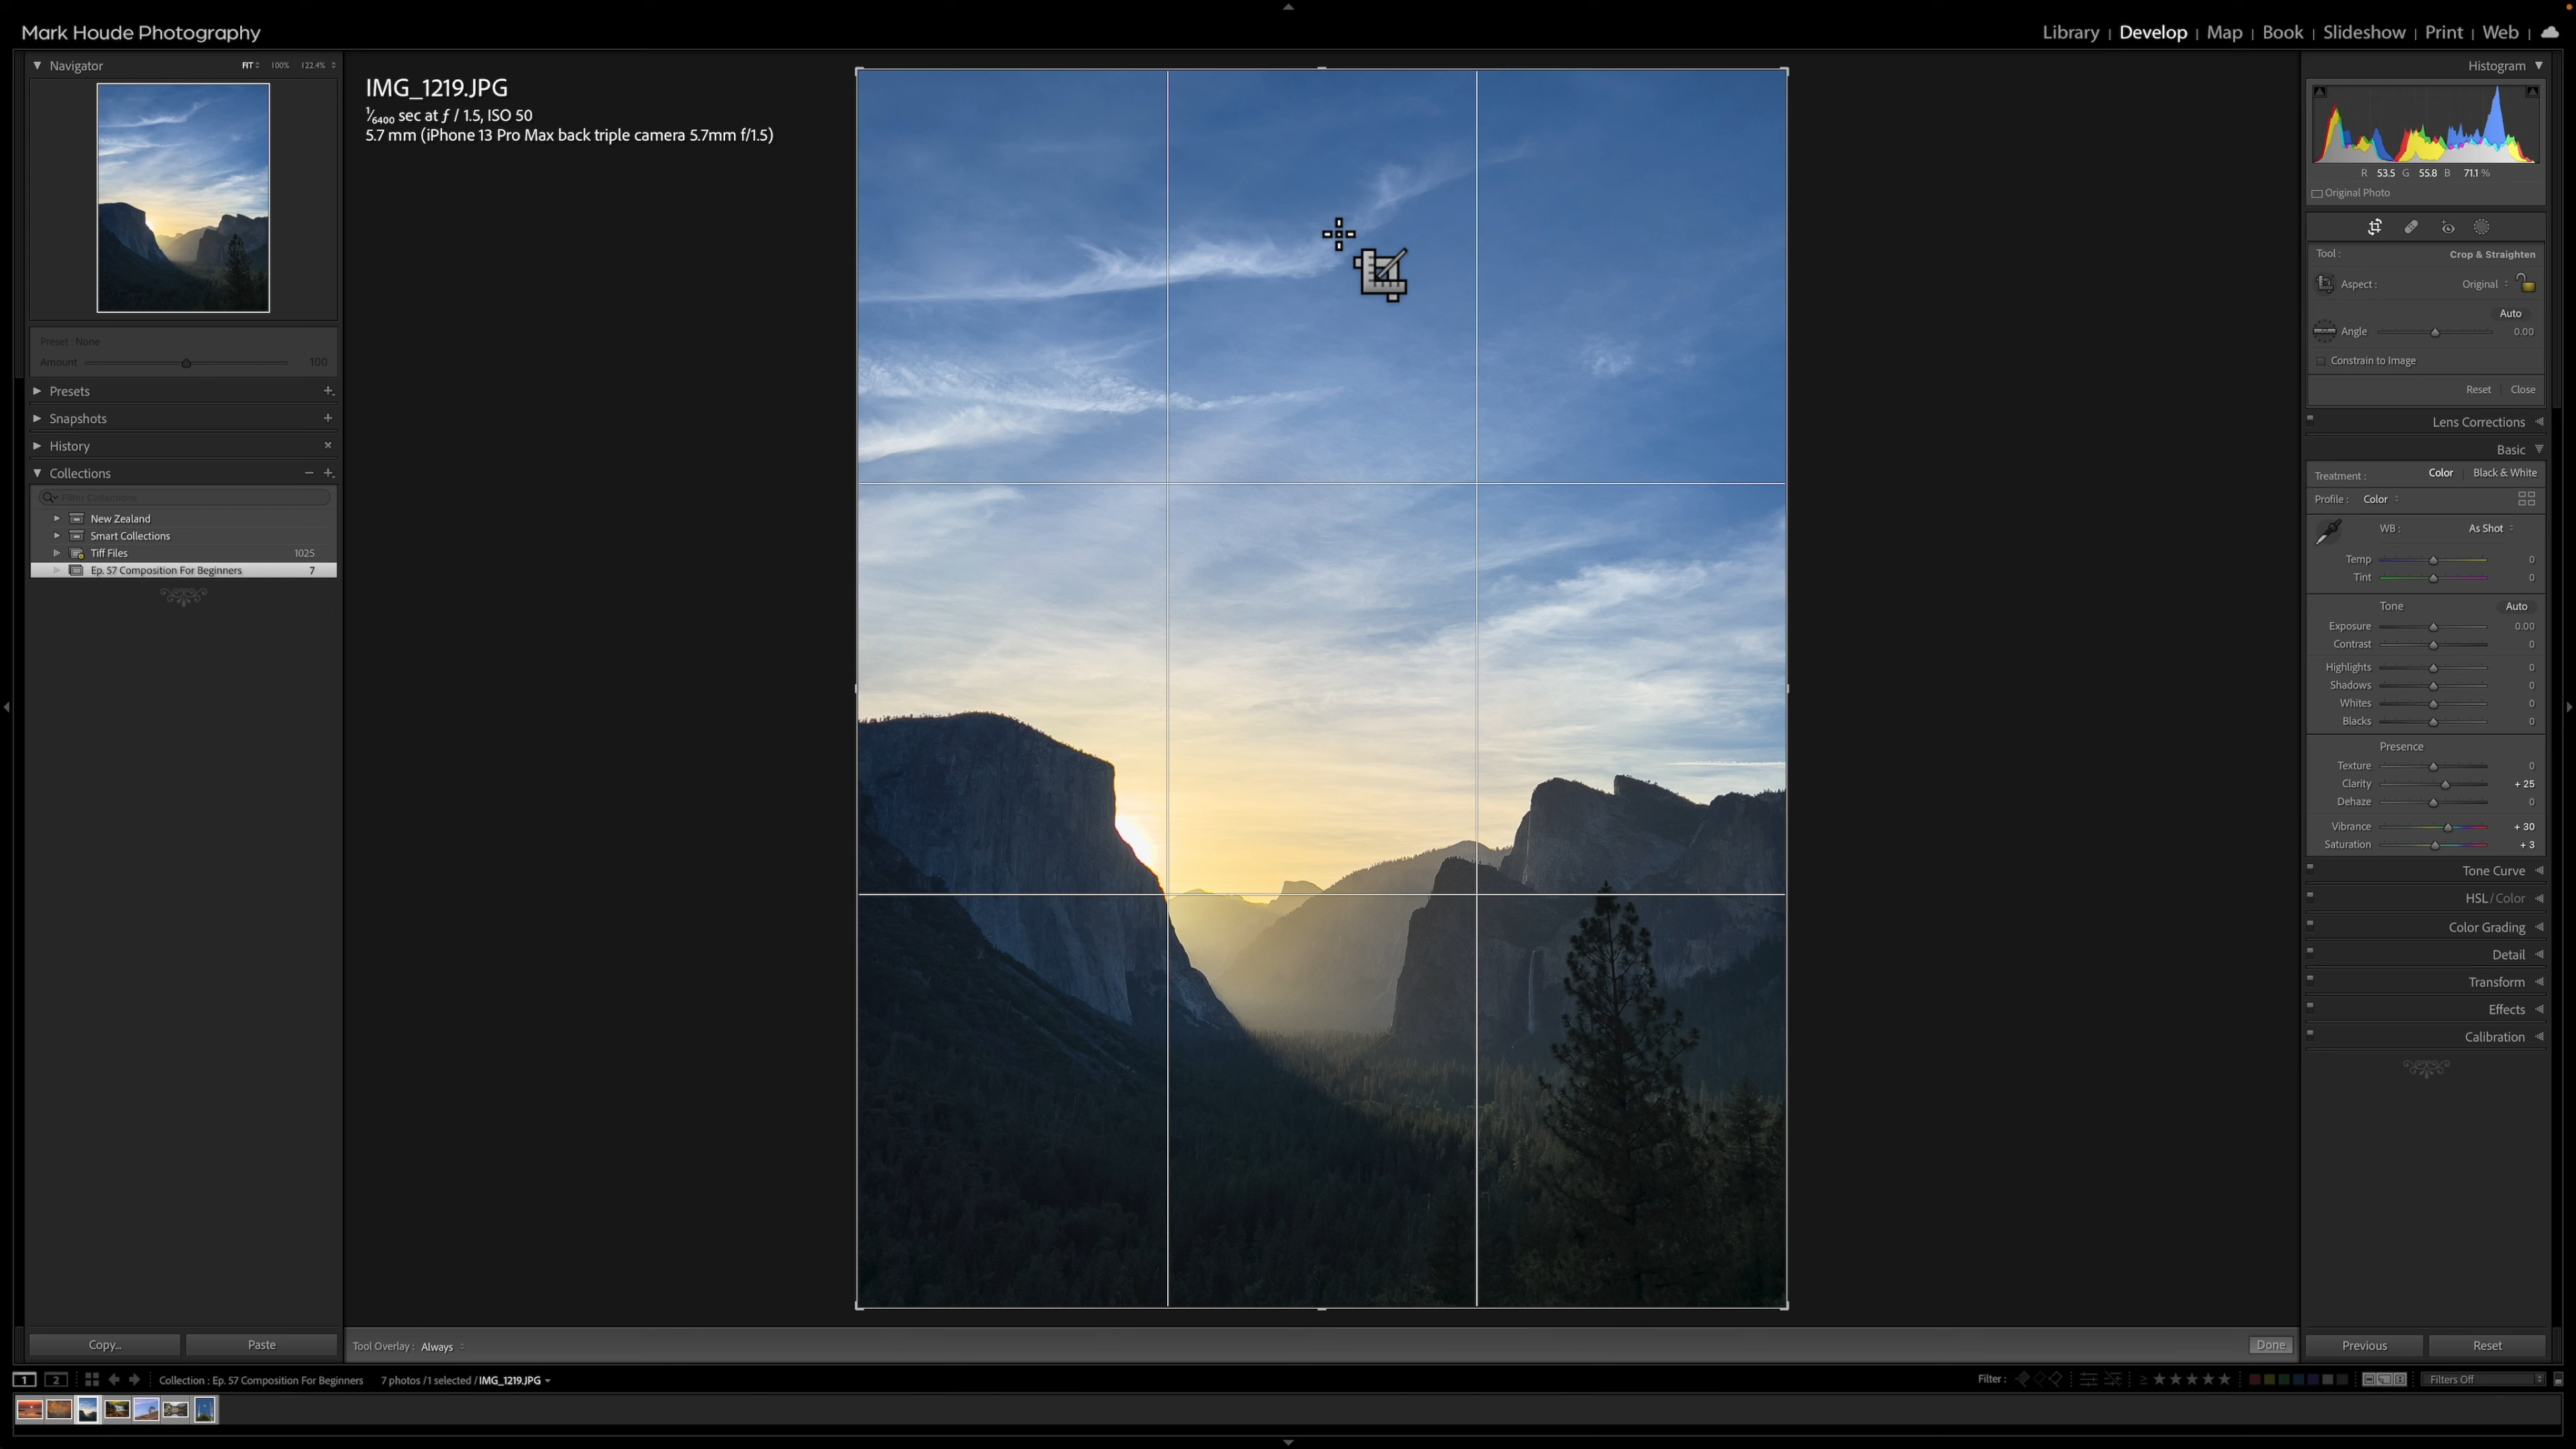 Mark Houde Photography
Library | Develop | Map | Book | Slideshow | Print | Web |
Navigator
FIT 100% 122.4%
Preset : None
Amount 100
Presets
Snapshots
History
Collections
Filter Collections
New Zealand
Smart Collections
Tiff Files 1025
Ep. 57 Composition For Beginners 7
Copy... Paste
IMG_1219.JPG
1/6400 sec at ƒ / 1.5, ISO 50
5.7 mm (iPhone 13 Pro Max back triple camera 5.7mm f/1.5)
Tool Overlay : Always
Done
Histogram
R 53.5 G 55.8 B 71.1 %
Original Photo
Tool : Crop & Straighten
Aspect : Original
Auto
Angle 0.00
Constrain to Image
Reset Close
Lens Corrections
Basic
Treatment : Color | Black & White
Profile : Color
WB : As Shot
Temp 0
Tint 0
Tone Auto
Exposure 0.00
Contrast 0
Highlights 0
Shadows 0
Whites 0
Blacks 0
Presence
Texture 0
Clarity + 25
Dehaze 0
Vibrance + 30
Saturation + 3
Tone Curve
HSL / Color
Color Grading
Detail
Transform
Effects
Calibration
Previous Reset
1 2 Collection : Ep. 57 Composition For Beginners 7 photos / 1 selected / IMG_1219.JPG
Filter : ≥ ★★★★★ Filters Off